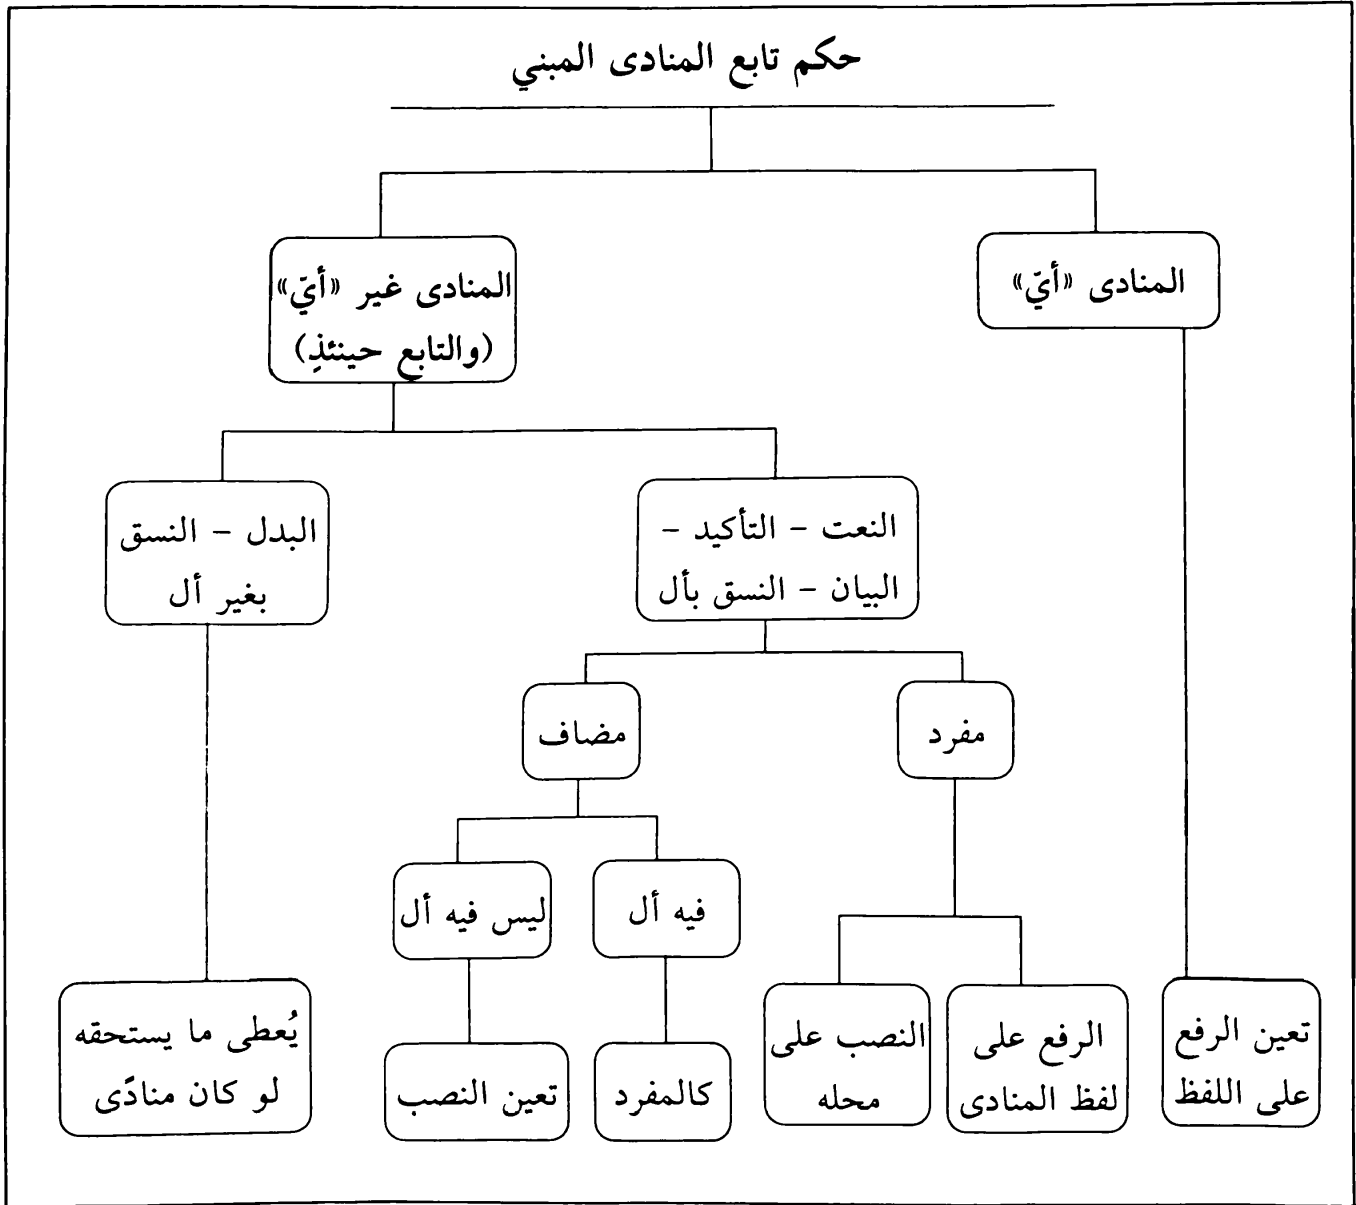 حكم تابع المنادى المبني
المنادى «أيّ»
المنادى غير «أيّ»
(والتابع حينئذٍ)
النعت – التأكيد –
البيان – النسق بأل
البدل – النسق
بغير أل
مفرد
مضاف
فيه أل
ليس فيه أل
تعين الرفع
على اللفظ
الرفع على
لفظ المنادى
النصب على
محله
كالمفرد
تعين النصب
يُعطى ما يستحقه
لو كان منادًى